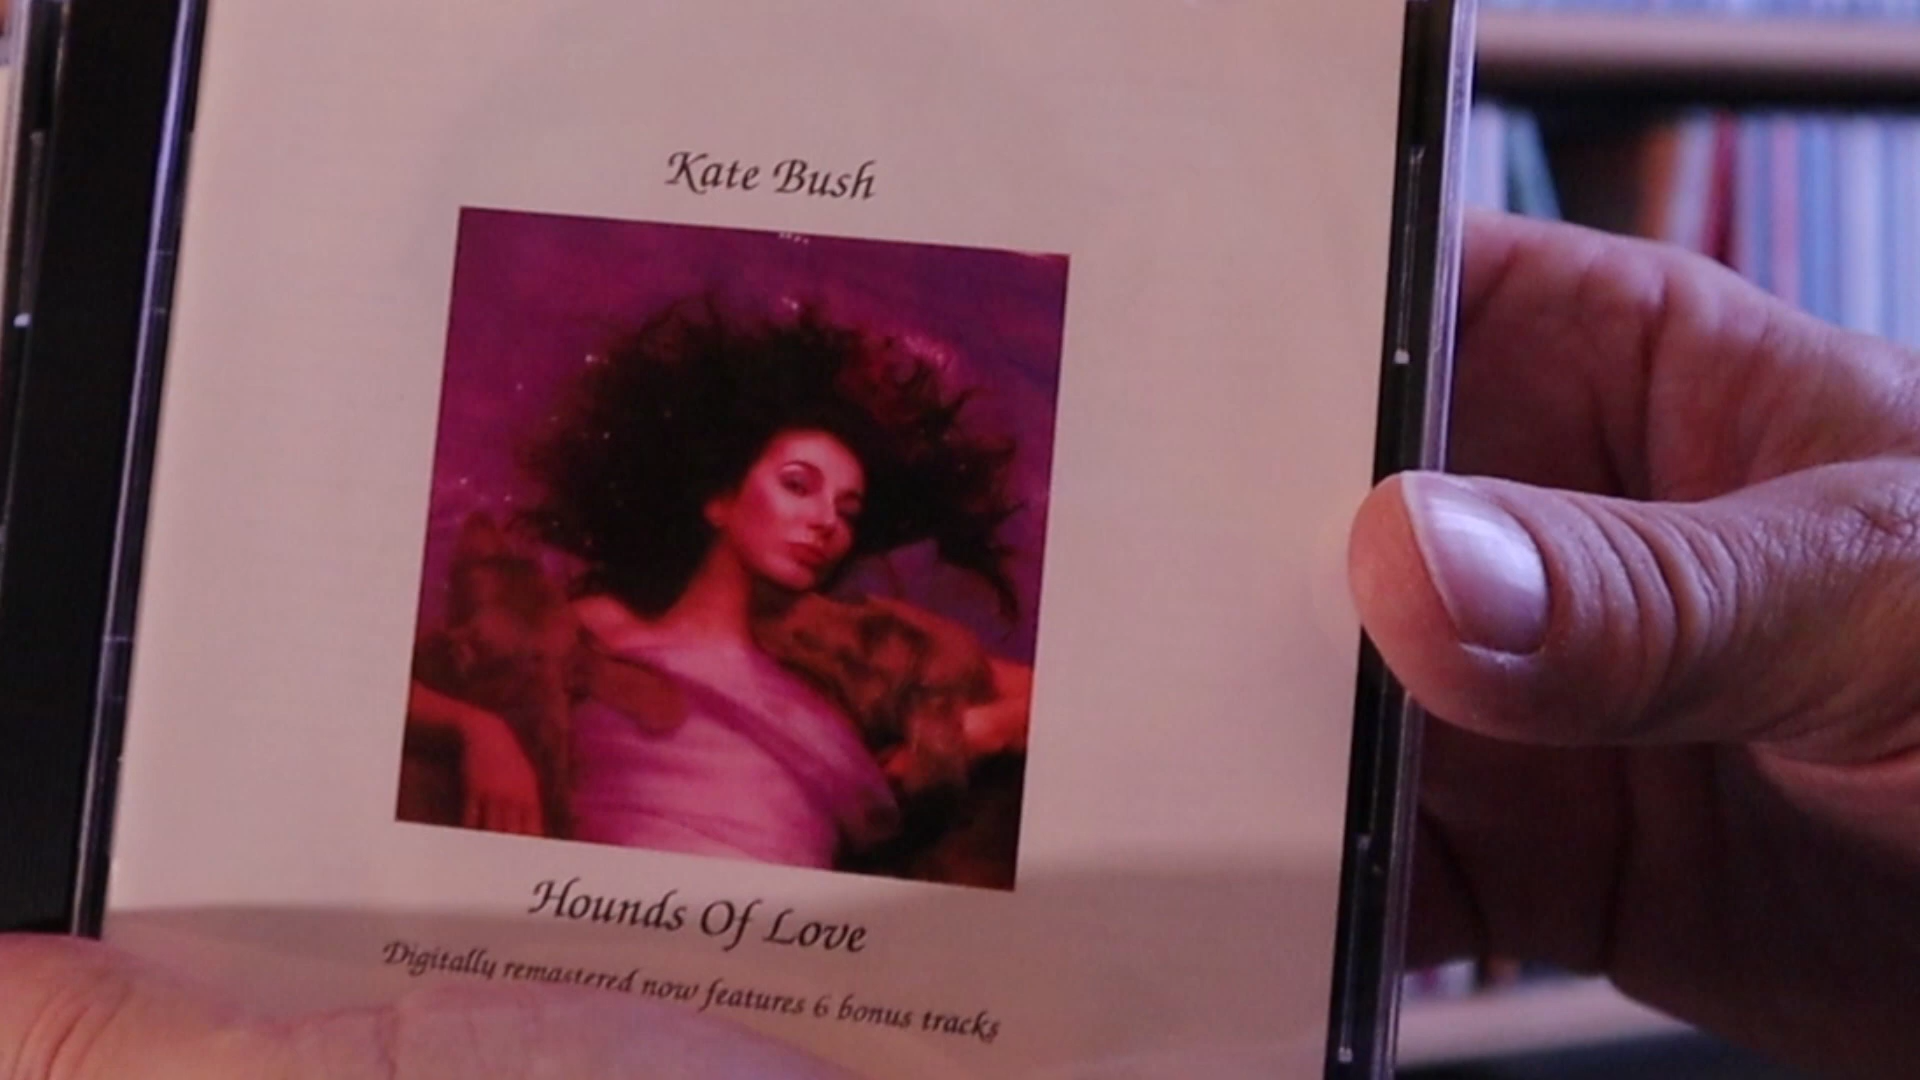 Kate Bush
Hounds Of Love
Digitally remastered now features 6 bonus tracks